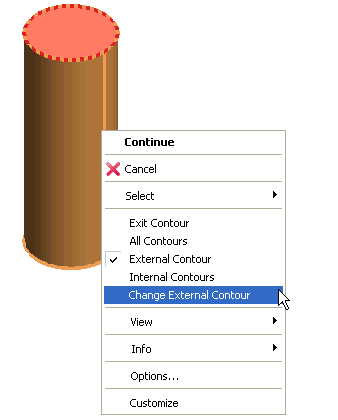 Continue
Cancel
Select
Exit Contour
All Contours
External Contour
Internal Contours
Change External Contour
View
Info
Options...
Customize